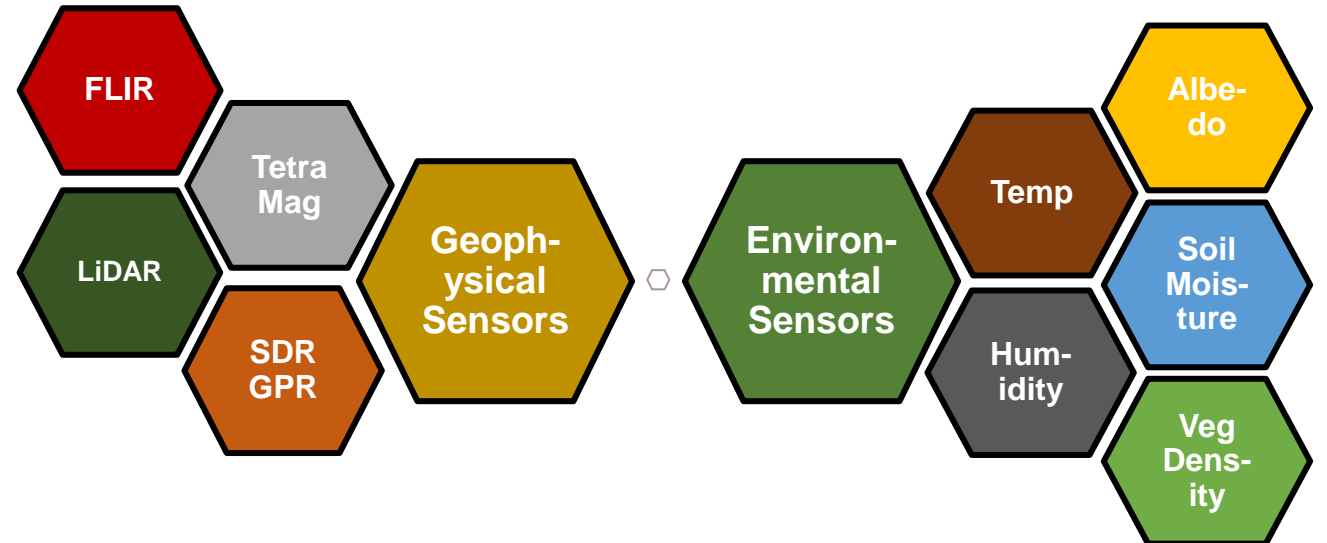 FLIR
Tetra
Mag
LiDAR
SDR
GPR
Geoph-
ysical
Sensors
Environ-
mental
Sensors
Temp
Hum-
idity
Albe-
do
Soil
Mois-
ture
Veg
Dens-
ity